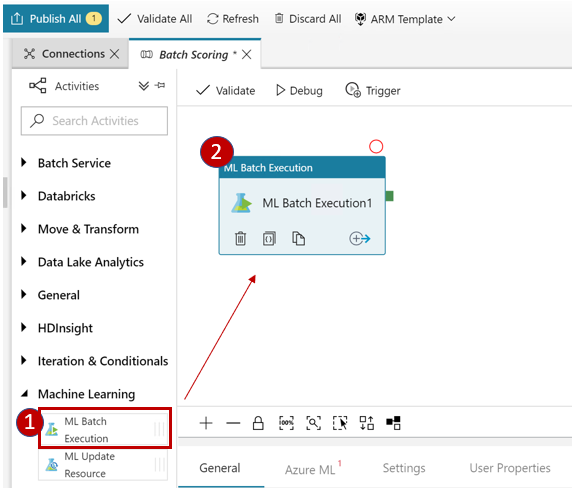 Publish All 1 Validate All Refresh Discard All ARM Template
Connections Batch Scoring *
Activities
Validate Debug Trigger
Search Activities
Batch Service
Databricks
Move & Transform
Data Lake Analytics
General
HDInsight
Iteration & Conditionals
Machine Learning
1 ML Batch
Execution
ML Update
Resource
2
ML Batch Execution
ML Batch Execution1
100%
General Azure ML 1 Settings User Properties